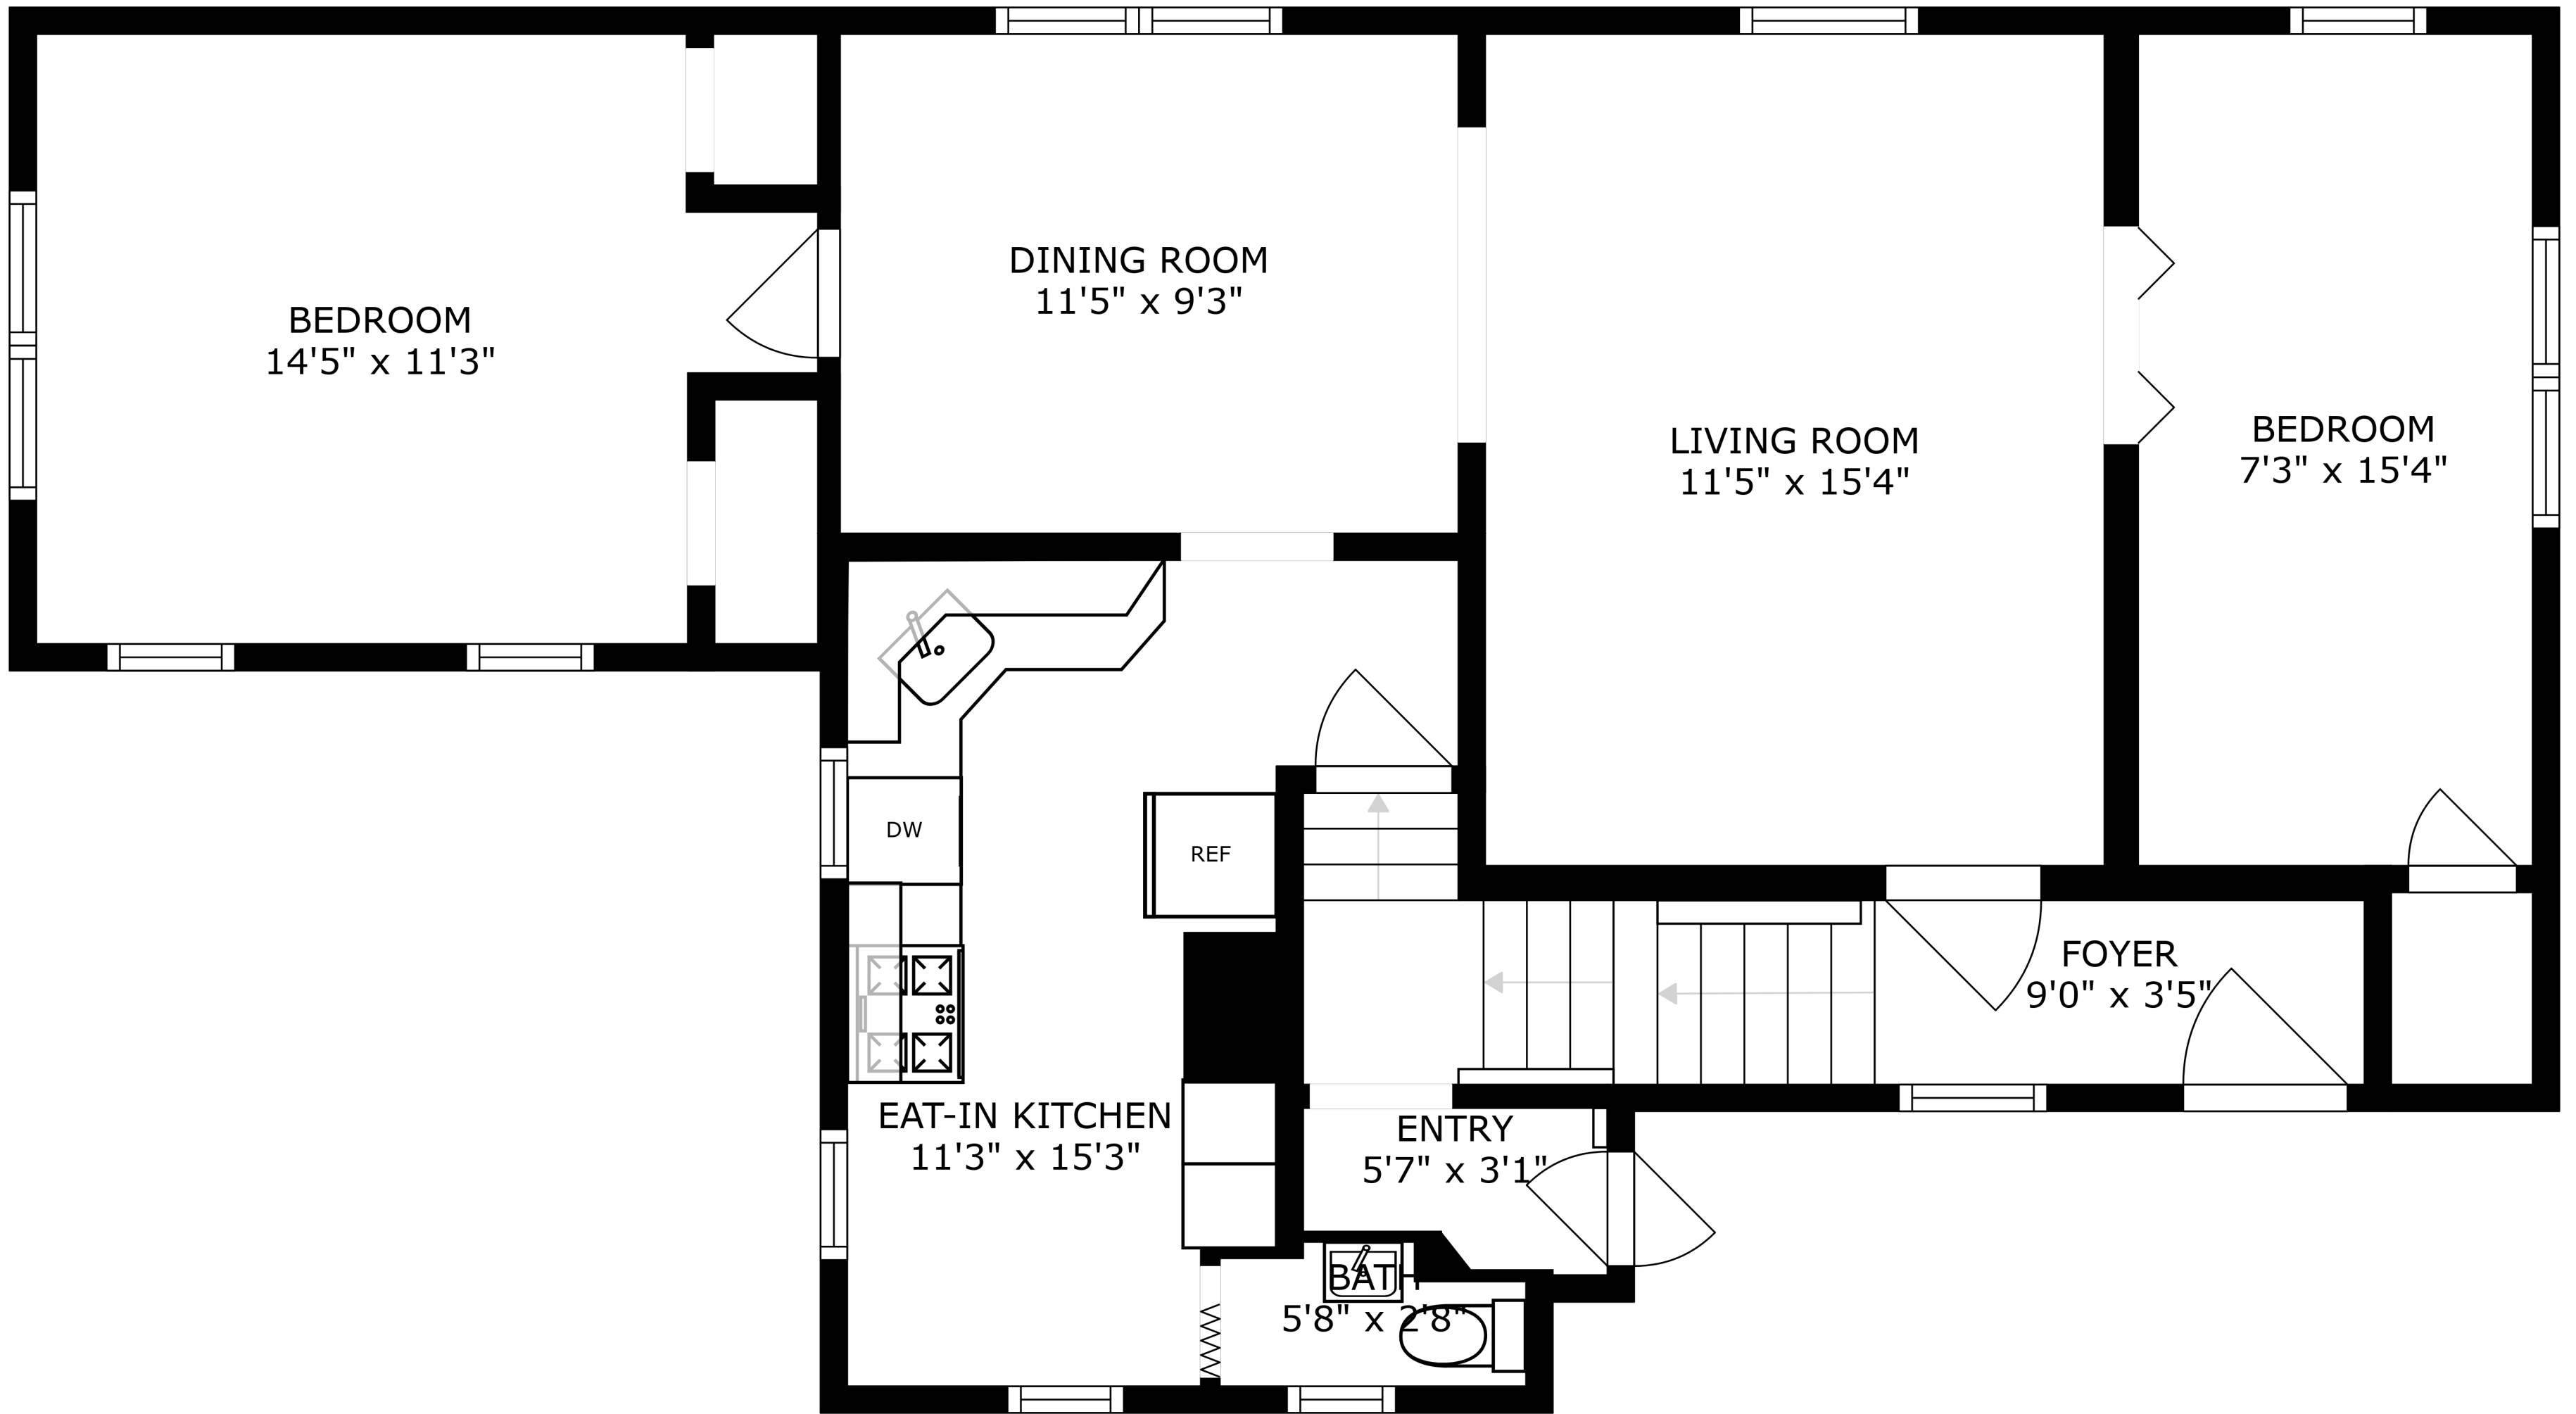 DINING ROOM
11'5" x 9'3"
BEDROOM
14'5" x 11'3"
LIVING ROOM
11'5" x 15'4"
BEDROOM
7'3" x 15'4"
DW
REF
FOYER
9'0" x 3'5"
EAT-IN KITCHEN
11'3" x 15'3"
ENTRY
5'7" x 3'1"
BATH
5'8" x 2'8"